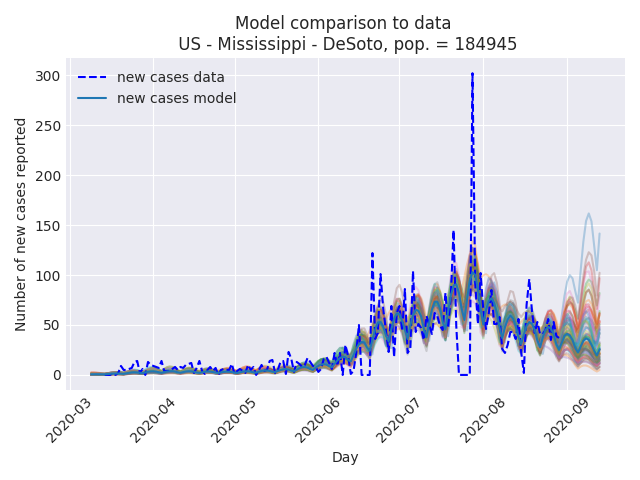 Model comparison to data
US - Mississippi - DeSoto, pop. = 184945
new cases data
new cases model
Number of new cases reported
300
250
200
150
100
50
0
2020-03
2020-04
2020-05
2020-06
2020-07
2020-08
2020-09
Day